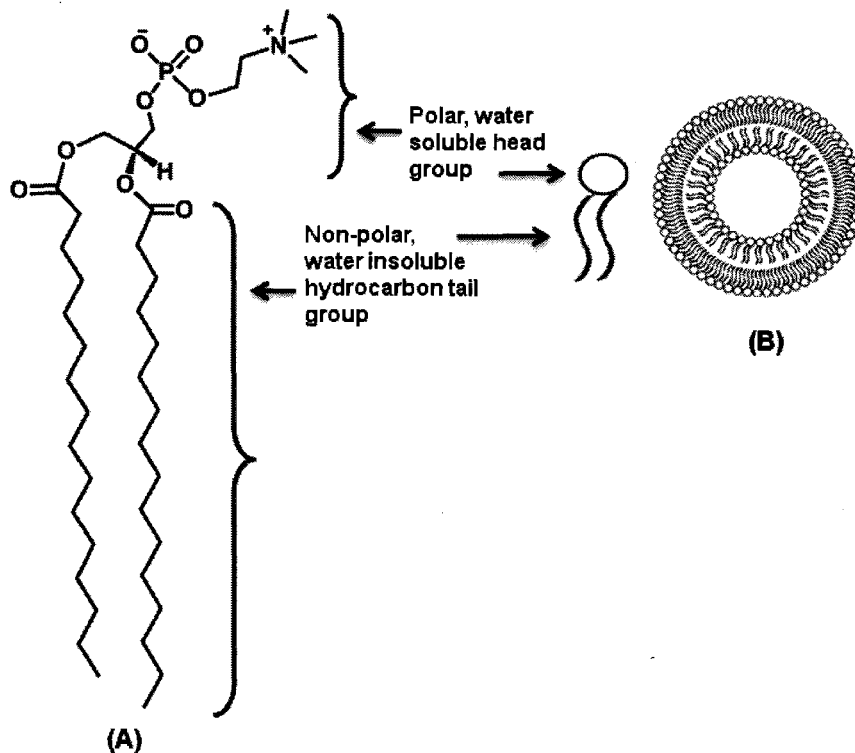 O
-
O
P
O
O
N
+
O
H
O
O
O
Polar, water
soluble head
group
Non-polar,
water insoluble
hydrocarbon tail
group
(B)
(A)